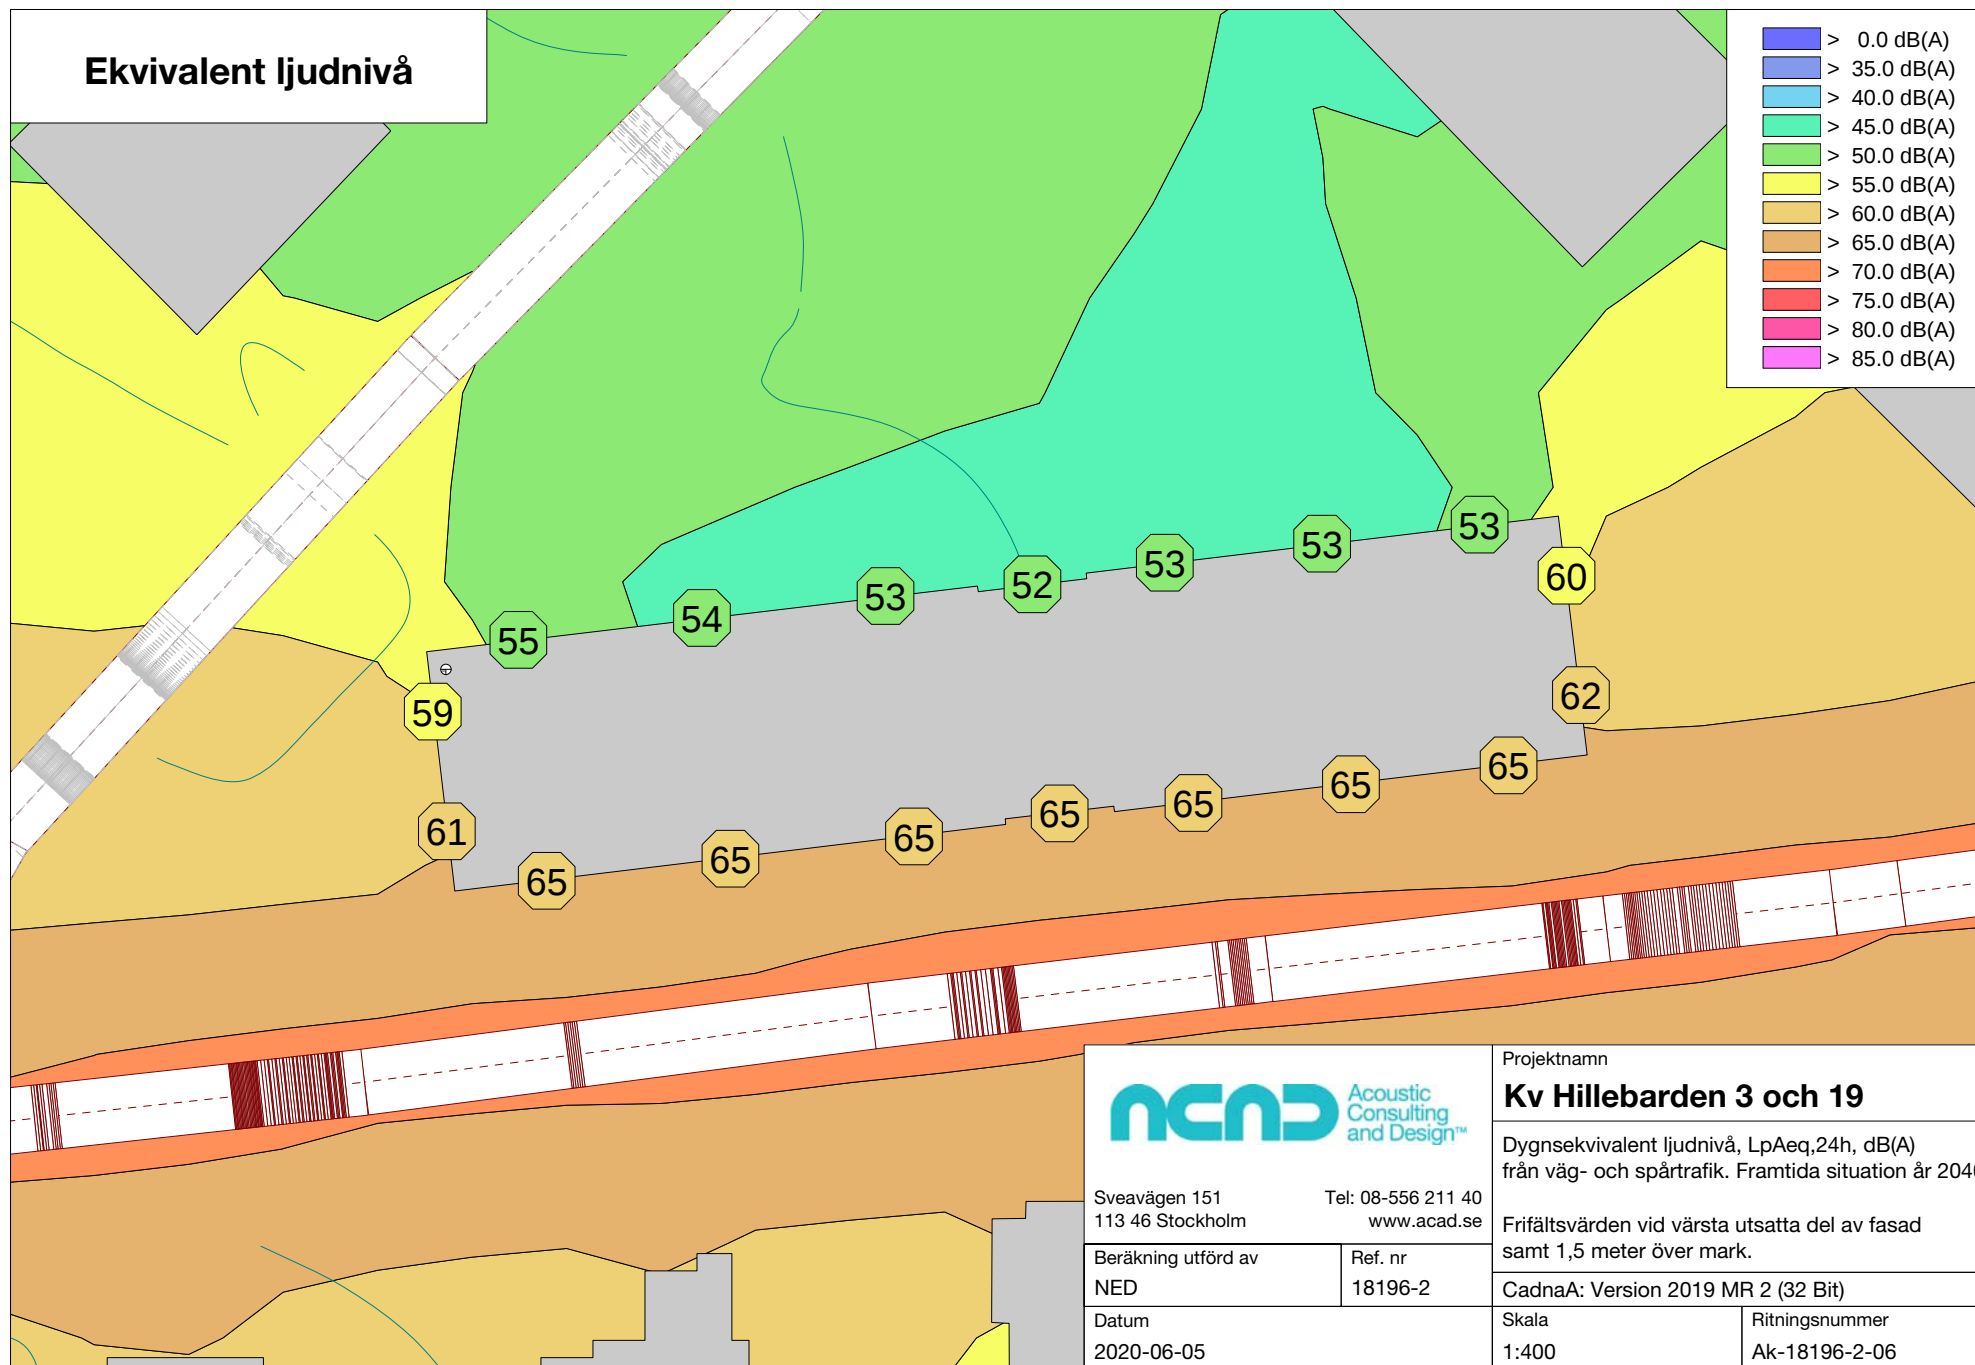 Ekvivalent ljudnivå
> 0.0 dB(A)
> 35.0 dB(A)
> 40.0 dB(A)
> 45.0 dB(A)
> 50.0 dB(A)
> 55.0 dB(A)
> 60.0 dB(A)
> 65.0 dB(A)
> 70.0 dB(A)
> 75.0 dB(A)
> 80.0 dB(A)
> 85.0 dB(A)
55
54
53
52
53
53
53
60
59
62
61
65
65
65
65
65
65
65
acad
Acoustic
Consulting
and Design™
Sveavägen 151
113 46 Stockholm
Tel: 08-556 211 40
www.acad.se
Projektnamn
Kv Hillebarden 3 och 19
Dygnsekvivalent ljudnivå, LpAeq,24h, dB(A)
från väg- och spårtrafik. Framtida situation år 2040
Frifältsvärden vid värsta utsatta del av fasad
samt 1,5 meter över mark.
Beräkning utförd av
NED
Ref. nr
18196-2
CadnaA: Version 2019 MR 2 (32 Bit)
Datum
2020-06-05
Skala
1:400
Ritningsnummer
Ak-18196-2-06